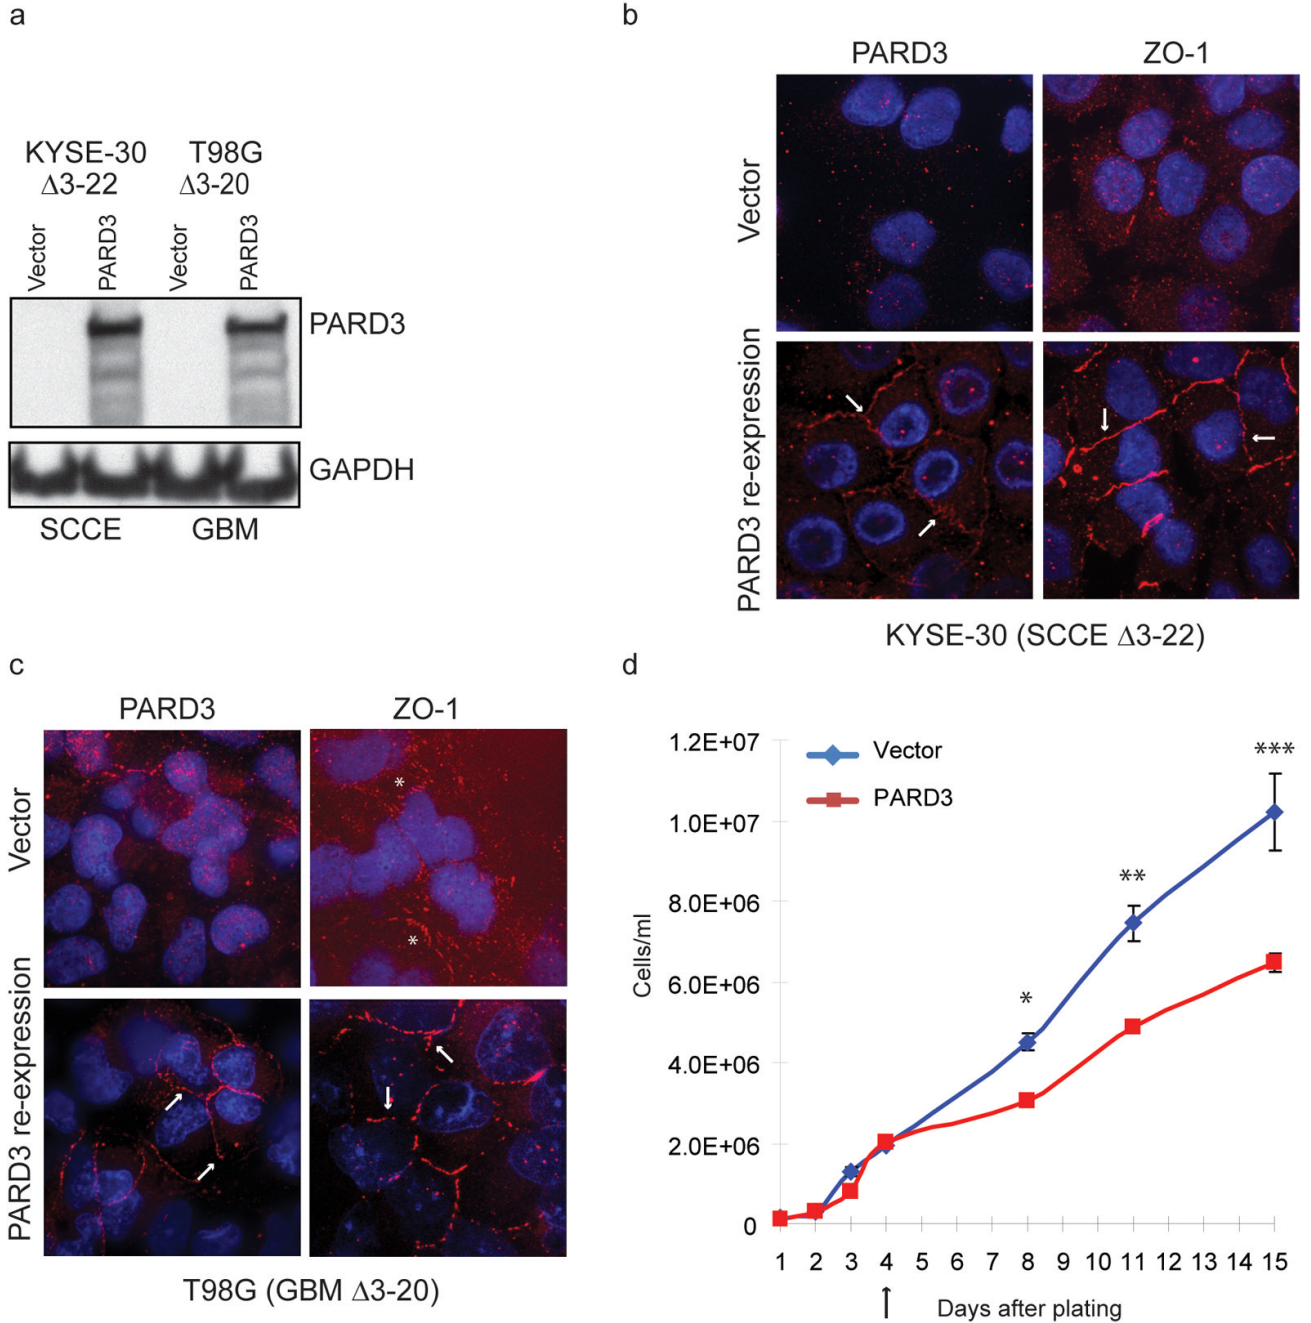 a
KYSE-30 T98G
Δ3-22 Δ3-20
Vector PARD3 Vector PARD3
PARD3
GAPDH
SCCE GBM
b
PARD3 ZO-1
Vector
PARD3 re-expression
KYSE-30 (SCCE Δ3-22)
c
PARD3 ZO-1
Vector
*
*
PARD3 re-expression
T98G (GBM Δ3-20)
d
Vector
PARD3
***
**
*
1.2E+07
1.0E+07
8.0E+06
6.0E+06
4.0E+06
2.0E+06
0
Cells/ml
1 2 3 4 5 6 7 8 9 10 11 12 13 14 15
Days after plating